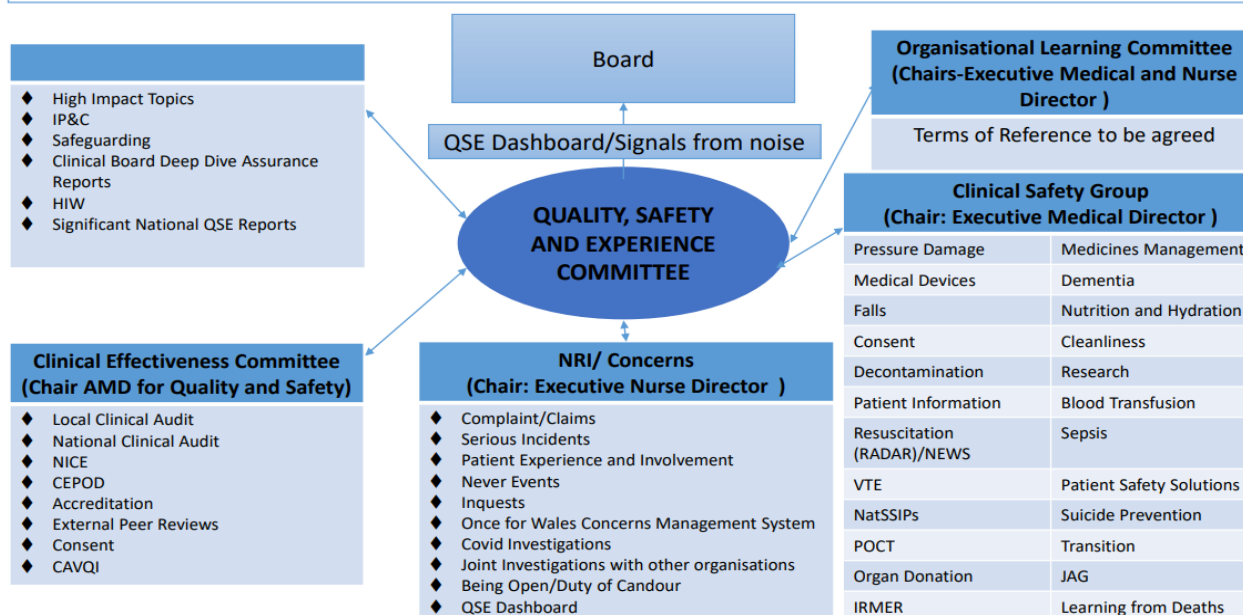 Board
QSE Dashboard/Signals from noise
QUALITY, SAFETY
AND EXPERIENCE
COMMITTEE
♦ High Impact Topics
♦ IP&C
♦ Safeguarding
♦ Clinical Board Deep Dive Assurance
Reports
♦ HIW
♦ Significant National QSE Reports
Organisational Learning Committee
(Chairs-Executive Medical and Nurse
Director )
Terms of Reference to be agreed
Clinical Safety Group
(Chair: Executive Medical Director )
Pressure Damage Medicines Management
Medical Devices Dementia
Falls Nutrition and Hydration
Consent Cleanliness
Decontamination Research
Patient Information Blood Transfusion
Resuscitation Sepsis
(RADAR)/NEWS
VTE Patient Safety Solutions
NatSSIPs Suicide Prevention
POCT Transition
Organ Donation JAG
IRMER Learning from Deaths
Clinical Effectiveness Committee
(Chair AMD for Quality and Safety)
♦ Local Clinical Audit
♦ National Clinical Audit
♦ NICE
♦ CEPOD
♦ Accreditation
♦ External Peer Reviews
♦ Consent
♦ CAVQI
NRI/ Concerns
(Chair: Executive Nurse Director )
♦ Complaint/Claims
♦ Serious Incidents
♦ Patient Experience and Involvement
♦ Never Events
♦ Inquests
♦ Once for Wales Concerns Management System
♦ Covid Investigations
♦ Joint Investigations with other organisations
♦ Being Open/Duty of Candour
♦ QSE Dashboard